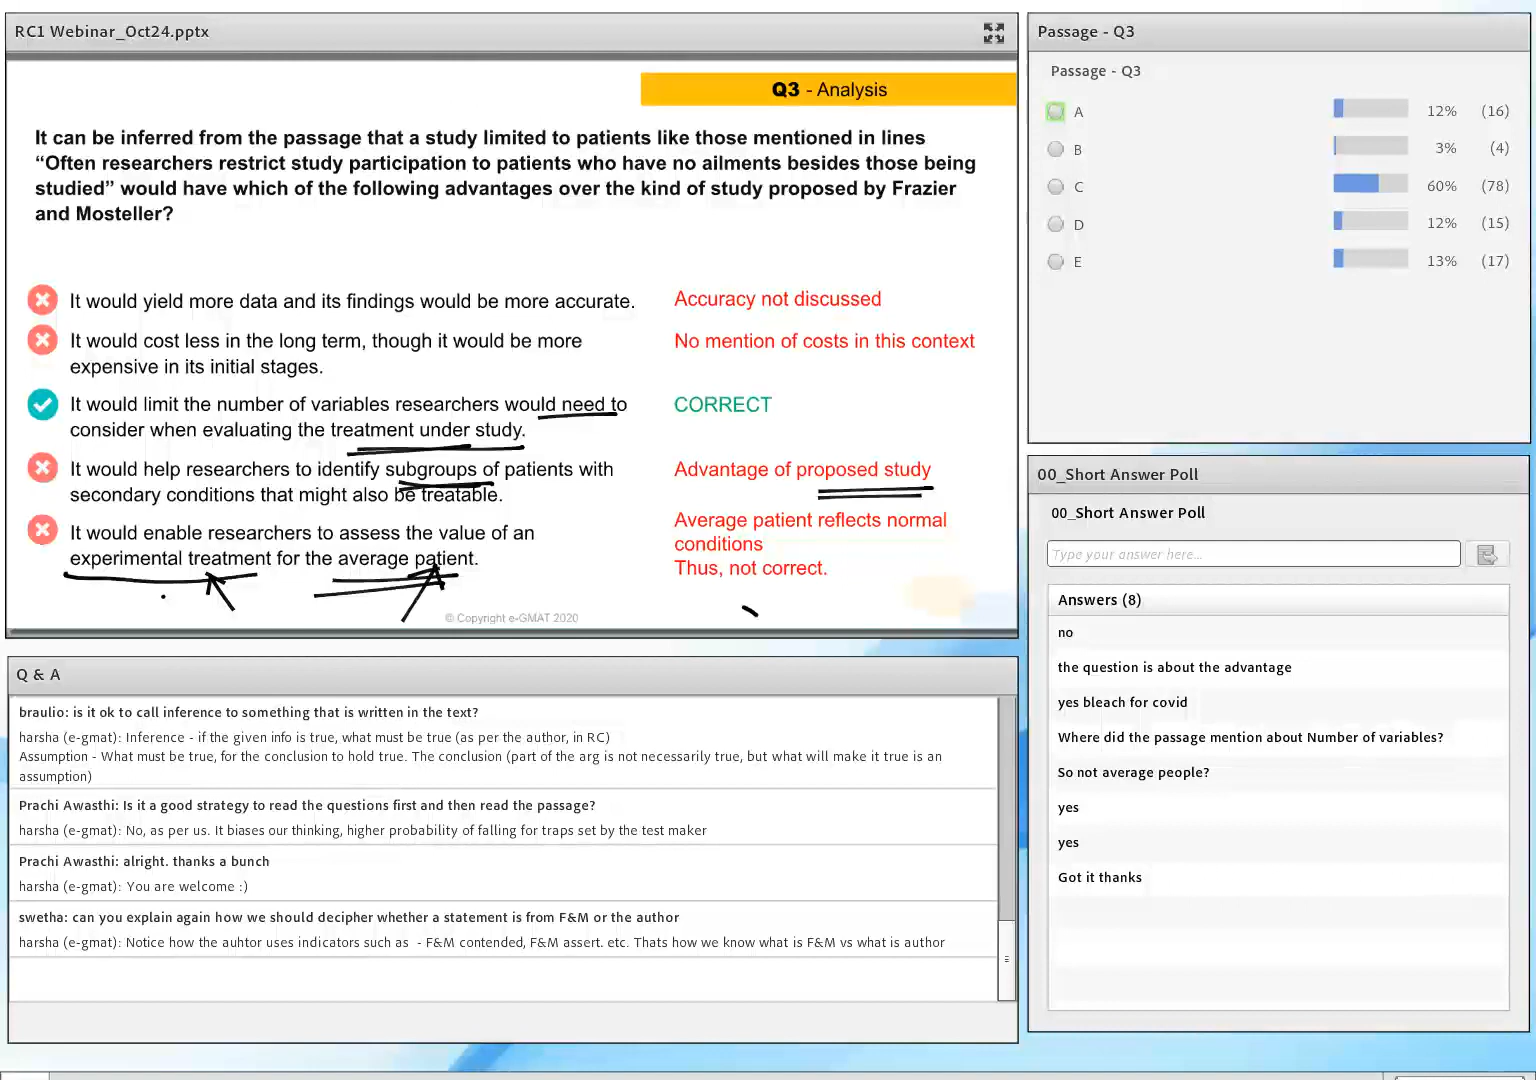 RC1 Webinar_Oct24.pptx
Q3 - Analysis
It can be inferred from the passage that a study limited to patients like those mentioned in lines
“Often researchers restrict study participation to patients who have no ailments besides those being
studied” would have which of the following advantages over the kind of study proposed by Frazier
and Mosteller?
It would yield more data and its findings would be more accurate.
Accuracy not discussed
It would cost less in the long term, though it would be more
expensive in its initial stages.
No mention of costs in this context
It would limit the number of variables researchers would need to
consider when evaluating the treatment under study.
CORRECT
It would help researchers to identify subgroups of patients with
secondary conditions that might also be treatable.
Advantage of proposed study
It would enable researchers to assess the value of an
experimental treatment for the average patient.
Average patient reflects normal
conditions
Thus, not correct.
© Copyright e-GMAT 2020
Passage - Q3
Passage - Q3
A 12% (16)
B 3% (4)
C 60% (78)
D 12% (15)
E 13% (17)
Q & A
braulio: is it ok to call inference to something that is written in the text?
harsha (e-gmat): Inference - if the given info is true, what must be true (as per the author, in RC)
Assumption - What must be true, for the conclusion to hold true. The conclusion (part of the arg is not necessarily true, but what will make it true is an
assumption)
Prachi Awasthi: Is it a good strategy to read the questions first and then read the passage?
harsha (e-gmat): No, as per us. It biases our thinking, higher probability of falling for traps set by the test maker
Prachi Awasthi: alright. thanks a bunch
harsha (e-gmat): You are welcome :)
swetha: can you explain again how we should decipher whether a statement is from F&M or the author
harsha (e-gmat): Notice how the auhtor uses indicators such as - F&M contended, F&M assert. etc. Thats how we know what is F&M vs what is author
00_Short Answer Poll
00_Short Answer Poll
Type your answer here...
Answers (8)
no
the question is about the advantage
yes bleach for covid
Where did the passage mention about Number of variables?
So not average people?
yes
yes
Got it thanks